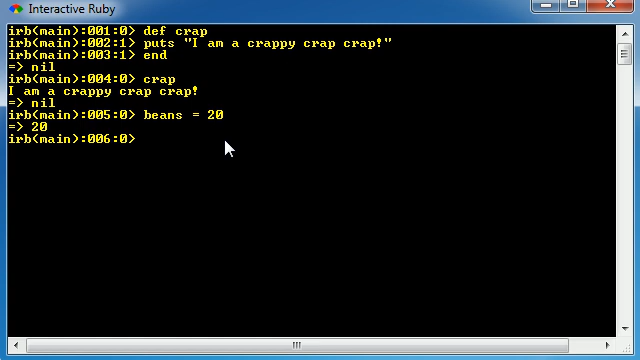 Interactive Ruby
irb(main):001:0> def crap
irb(main):002:1> puts "I am a crappy crap crap!"
irb(main):003:1> end
=> nil
irb(main):004:0> crap
I am a crappy crap crap!
=> nil
irb(main):005:0> beans = 20
=> 20
irb(main):006:0>